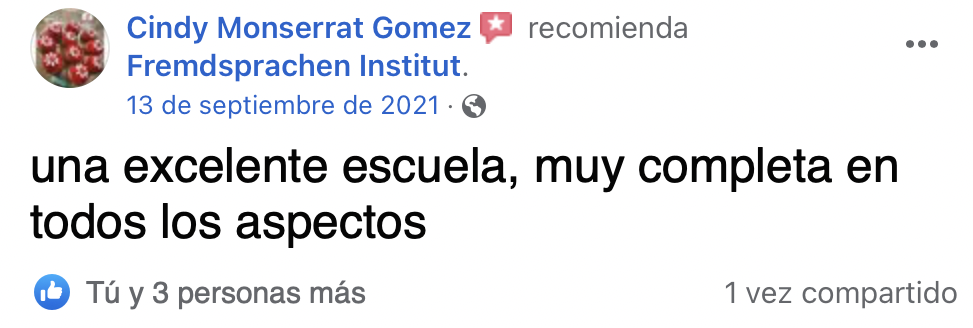 Cindy Monserrat Gomez recomienda
Fremdsprachen Institut.
13 de septiembre de 2021 ·
una excelente escuela, muy completa en
todos los aspectos
Tú y 3 personas más
1 vez compartido